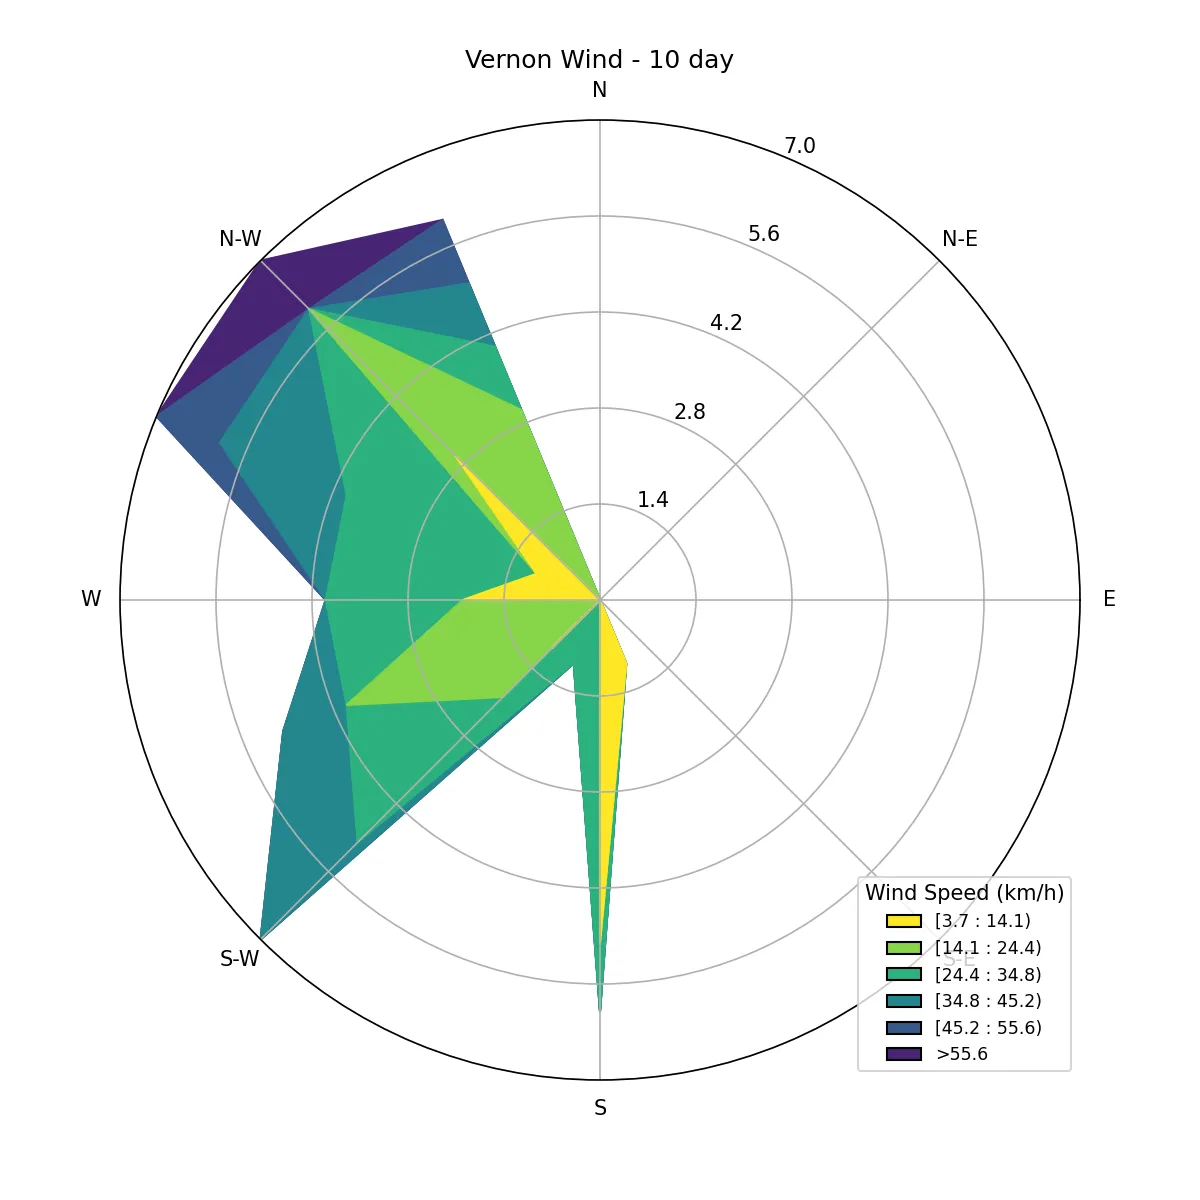 Vernon Wind - 10 day
N
7.0
N-W
5.6
N-E
4.2
2.8
1.4
W
E
S-W
S-E
S
Wind Speed (km/h)
[3.7 : 14.1)
[14.1 : 24.4)
[24.4 : 34.8)
[34.8 : 45.2)
[45.2 : 55.6)
>55.6